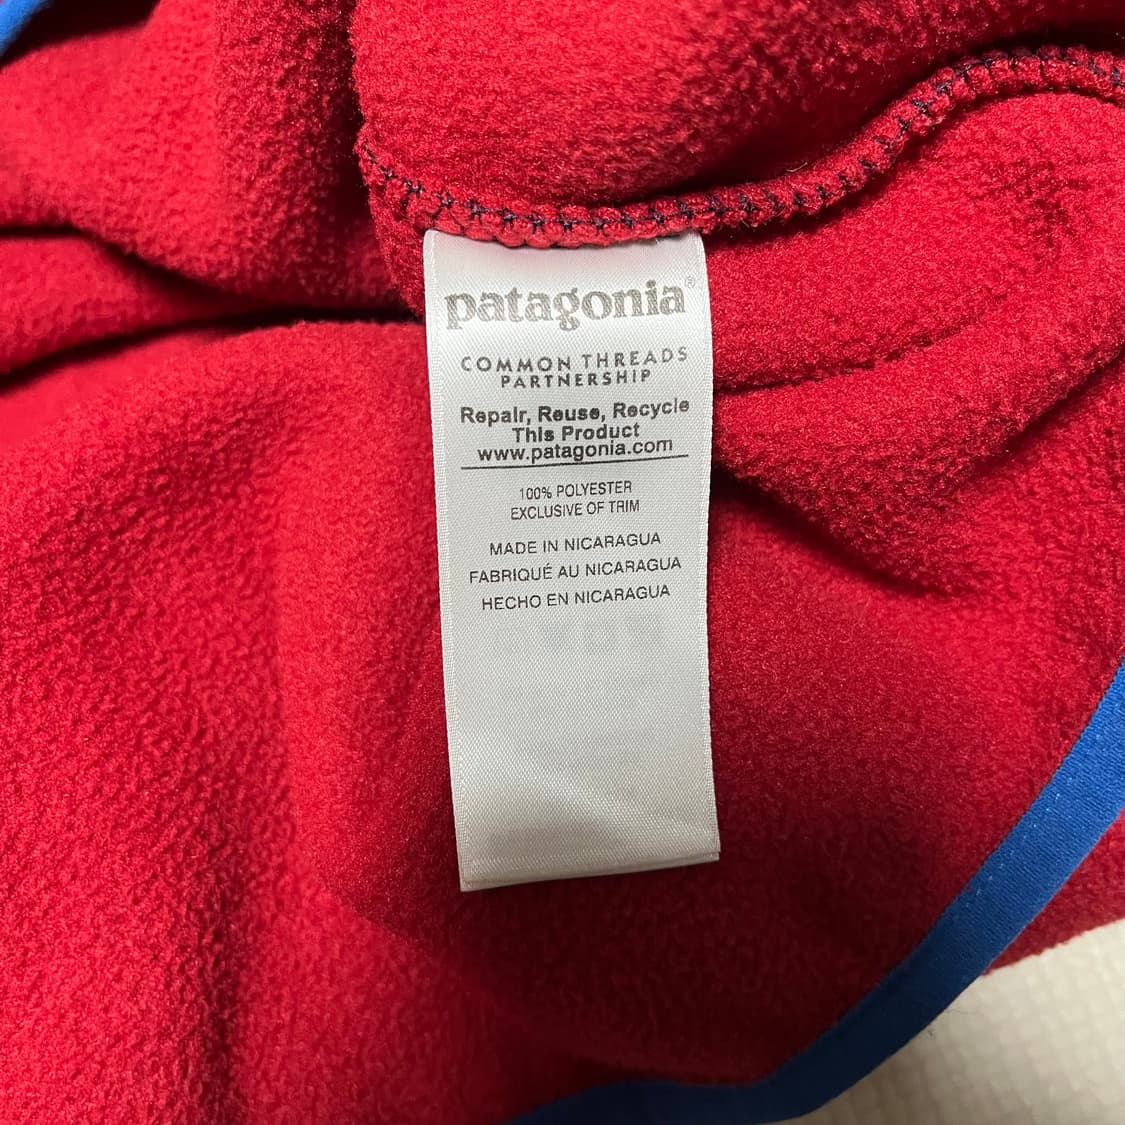 patagonia®
COMMON THREADS
PARTNERSHIP
Repair, Reuse, Recycle
This Product
www.patagonia.com
100% POLYESTER
EXCLUSIVE OF TRIM
MADE IN NICARAGUA
FABRIQUÉ AU NICARAGUA
HECHO EN NICARAGUA